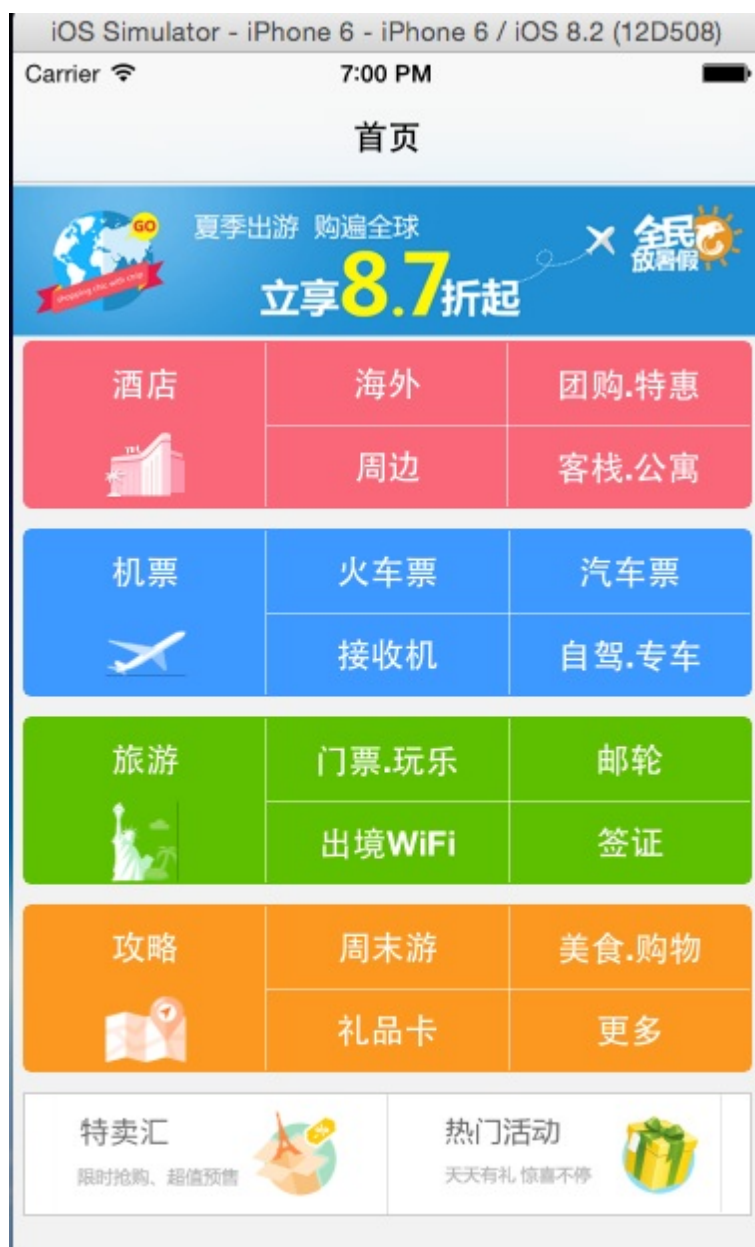 iOS Simulator - iPhone 6 - iPhone 6 / iOS 8.2 (12D508)
Carrier 7:00 PM
首页
GO
shopping chic with ctrip
夏季出游 购遍全球
立享8.7折起
全民
放暑假
酒店
海外
团购.特惠
周边
客栈.公寓
机票
火车票
汽车票
接收机
自驾.专车
旅游
门票.玩乐
邮轮
出境WiFi
签证
攻略
周末游
美食.购物
礼品卡
更多
特卖汇
限时抢购、超值预售
热门活动
天天有礼 惊喜不停